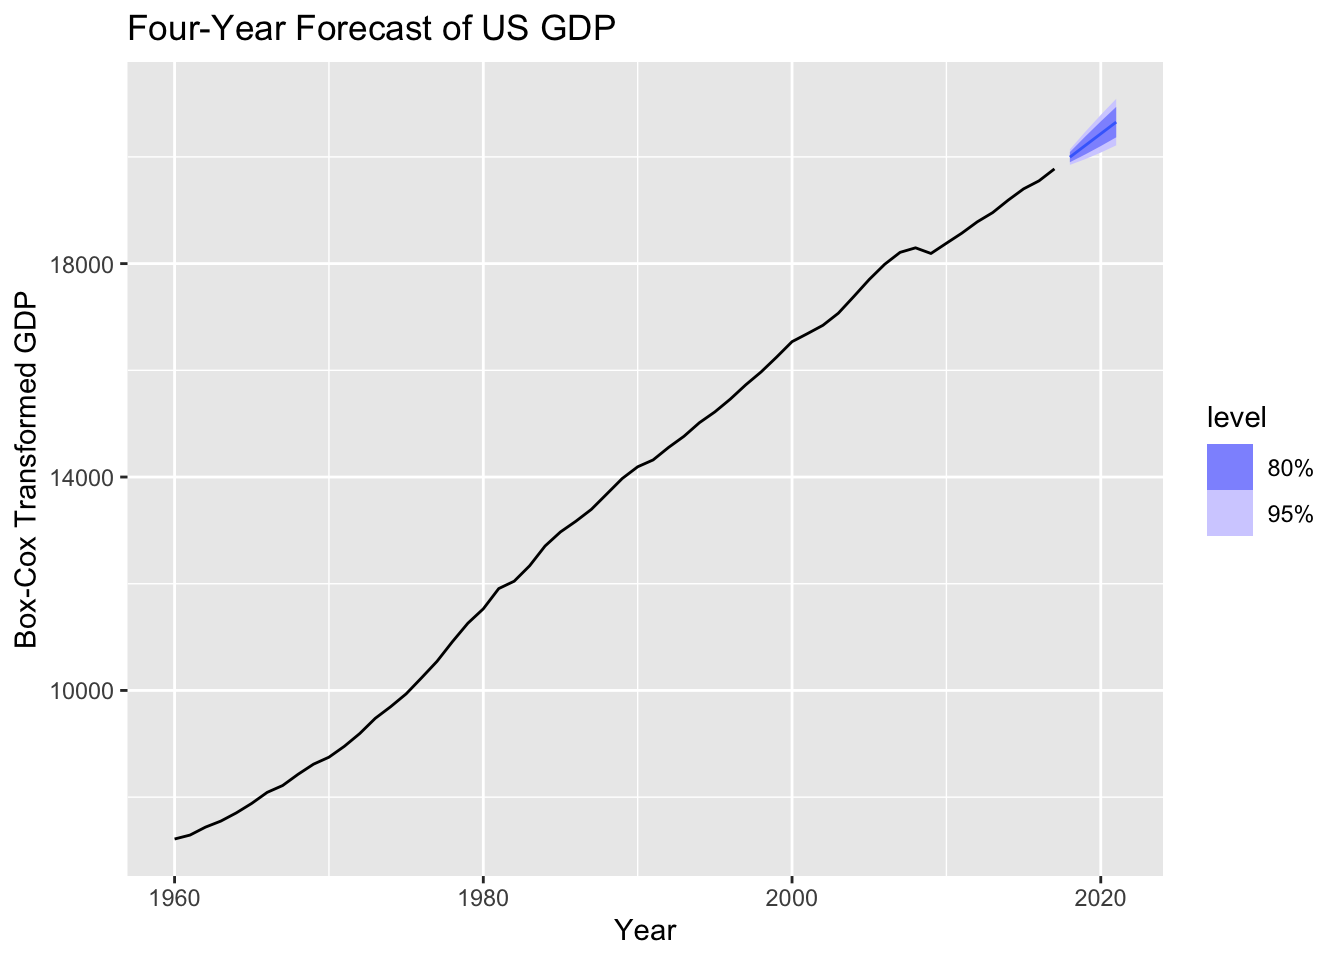 Four-Year Forecast of US GDP
Box-Cox Transformed GDP
18000
14000
10000
1960
1980
2000
2020
Year
level
80%
95%